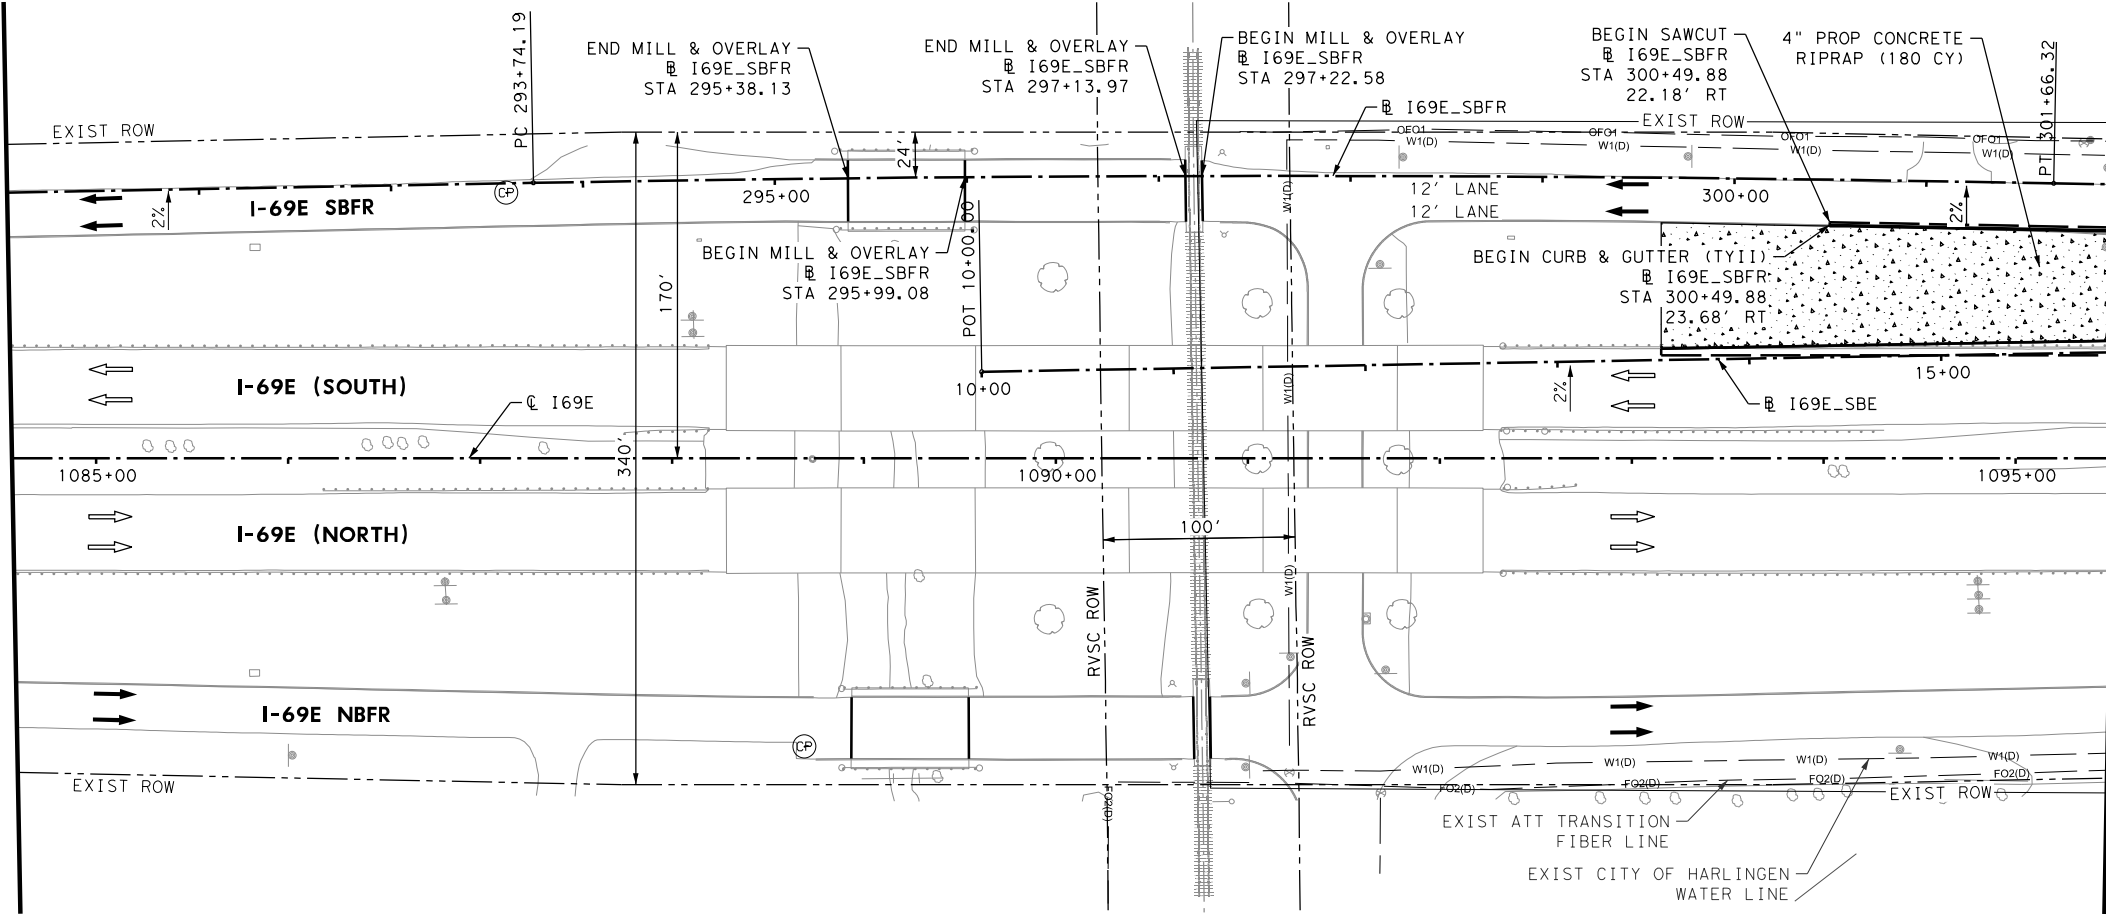 PC 293+74.19
END MILL & OVERLAY
℄ I69E_SBFR
STA 295+38.13
END MILL & OVERLAY
℄ I69E_SBFR
STA 297+13.97
BEGIN MILL & OVERLAY
℄ I69E_SBFR
STA 297+22.58
℄ I69E_SBFR
BEGIN SAWCUT
℄ I69E_SBFR
STA 300+49.88
22.18' RT
4" PROP CONCRETE
RIPRAP (180 CY)
PT 301+66.32
EXIST ROW
EXIST ROW
OFO1
OFO1
OFO1
OFO1
W1(D)
W1(D)
W1(D)
W1(D)
24'
CP
295+00
12' LANE
12' LANE
300+00
2%
2%
I-69E SBFR
W1(D)
BEGIN MILL & OVERLAY
℄ I69E_SBFR
STA 295+99.08
POT 10+00.00
170'
BEGIN CURB & GUTTER (TYII)
℄ I69E_SBFR
STA 300+49.88
23.68' RT
I-69E (SOUTH)
10+00
W1(D)
2%
15+00
℄ I69E_SBE
℄ I69E
340'
1085+00
1090+00
1095+00
I-69E (NORTH)
100'
W1(D)
RVSC ROW
RVSC ROW
I-69E NBFR
CP
EXIST ROW
W1(D)
W1(D)
W1(D)
W1(D)
FO2(D)
FO2(D)
FO2(D)
FO2(D)
FO2(D)
EXIST ROW
EXIST ATT TRANSITION
FIBER LINE
EXIST CITY OF HARLINGEN
WATER LINE